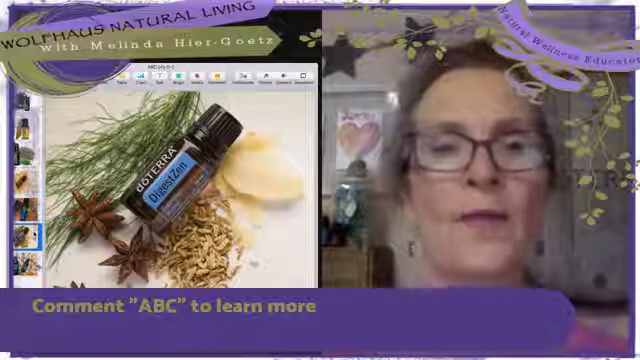 WOLFHAUS NATURAL LIVING
with Melinda Hier-Goetz
Natural Wellness Educator
dōTERRA
DigestZen
Comment "ABC" to learn more